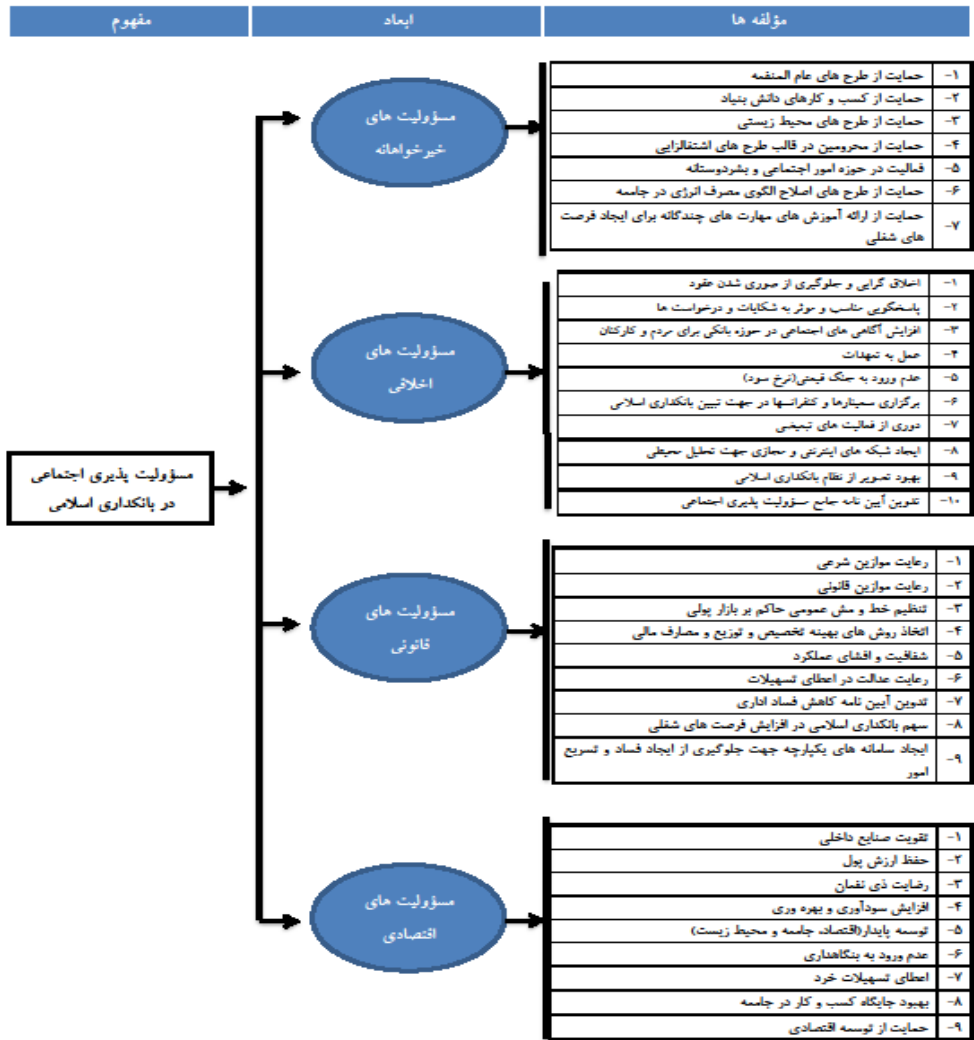 مفهوم
ابعاد
مؤلفه ها
مسؤولیت پذیری اجتماعی
در بانکداری اسلامی
مسؤولیت های
خیرخواهانه
۱- حمایت از طرح های عام المنفعه
۲- حمایت از کسب و کارهای دانش بنیاد
۳- حمایت از طرح های محیط زیستی
۴- حمایت از محرومین در قالب طرح های اشتغالزایی
۵- فعالیت در حوزه امور اجتماعی و بشردوستانه
۶- حمایت از طرح های اصلاح الگوی مصرف انرژی در جامعه
۷- حمایت از ارائه آموزش های مهارت های چندگانه برای ایجاد فرصت
های شغلی
مسؤولیت های
اخلاقی
۱- اخلاق گرایی و جلوگیری از صوری شدن عقود
۲- پاسخگویی مناسب و موثر به شکایات و درخواست ها
۳- افزایش آگاهی های اجتماعی در حوزه بانکی برای مردم و کارکنان
۴- عمل به تعهدات
۵- عدم ورود به جنگ قیمتی(نرخ سود)
۶- برگزاری سمینارها و کنفرانسها در جهت تبیین بانکداری اسلامی
۷- دوری از فعالیت های تبعیضی
۸- ایجاد شبکه های اینترنتی و مجازی جهت تحلیل محیطی
۹- بهبود تصویر از نظام بانکداری اسلامی
۱۰- تدوین آیین نامه جامع مسؤولیت پذیری اجتماعی
مسؤولیت های
قانونی
۱- رعایت موازین شرعی
۲- رعایت موازین قانونی
۳- تنظیم خط و مش عمومی حاکم بر بازار پولی
۴- اتخاذ روش های بهینه تخصیص و توزیع و مصارف مالی
۵- شفافیت و افشای عملکرد
۶- رعایت عدالت در اعطای تسهیلات
۷- تدوین آیین نامه کاهش فساد اداری
۸- سهم بانکداری اسلامی در افزایش فرصت های شغلی
۹- ایجاد سامانه های یکپارچه جهت جلوگیری از ایجاد فساد و تسریع
امور
مسؤولیت های
اقتصادی
۱- تقویت صنایع داخلی
۲- حفظ ارزش پول
۳- رضایت ذی نفعان
۴- افزایش سودآوری و بهره وری
۵- توسعه پایدار(اقتصاد، جامعه و محیط زیست)
۶- عدم ورود به بنگاهداری
۷- اعطای تسهیلات خرد
۸- بهبود جایگاه کسب و کار در جامعه
۹- حمایت از توسعه اقتصادی